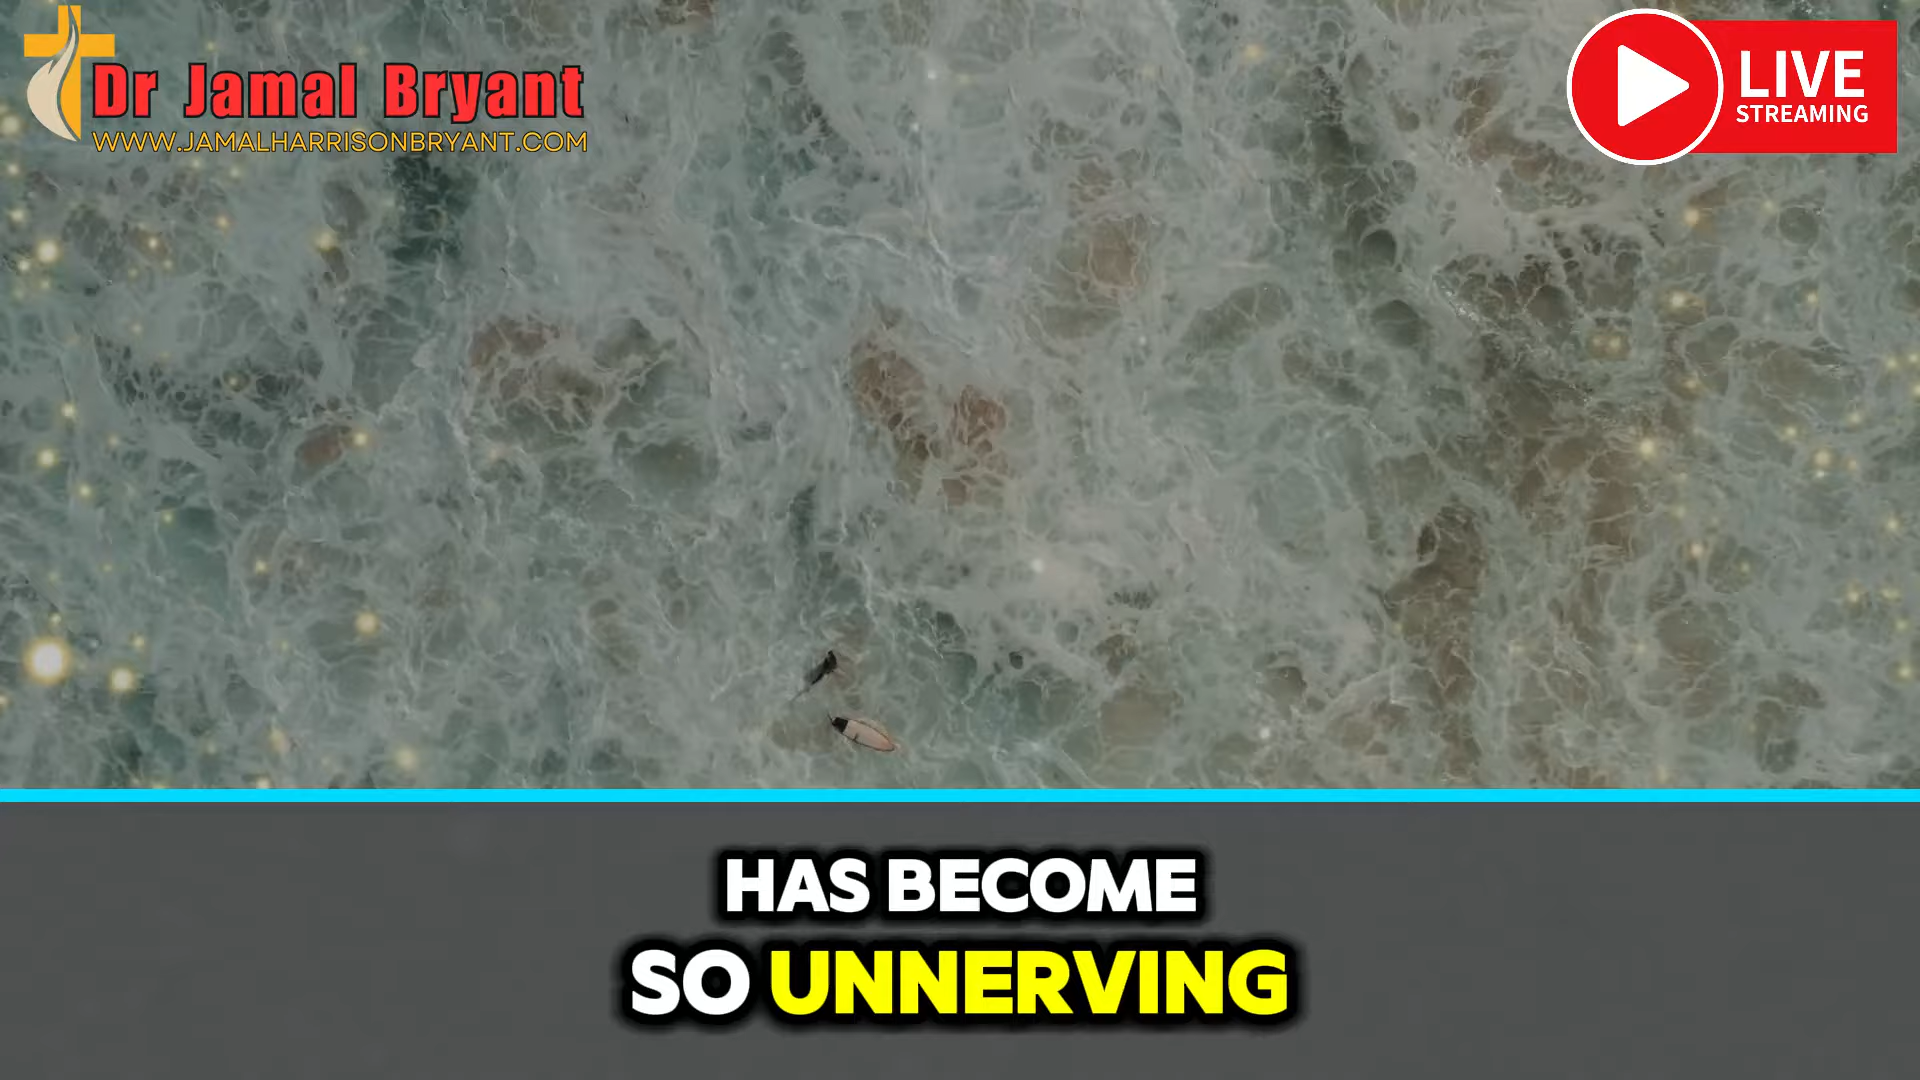 Dr Jamal Bryant
WWW.JAMALHARRISONBRYANT.COM
LIVE
STREAMING
HAS BECOME
SO UNNERVING